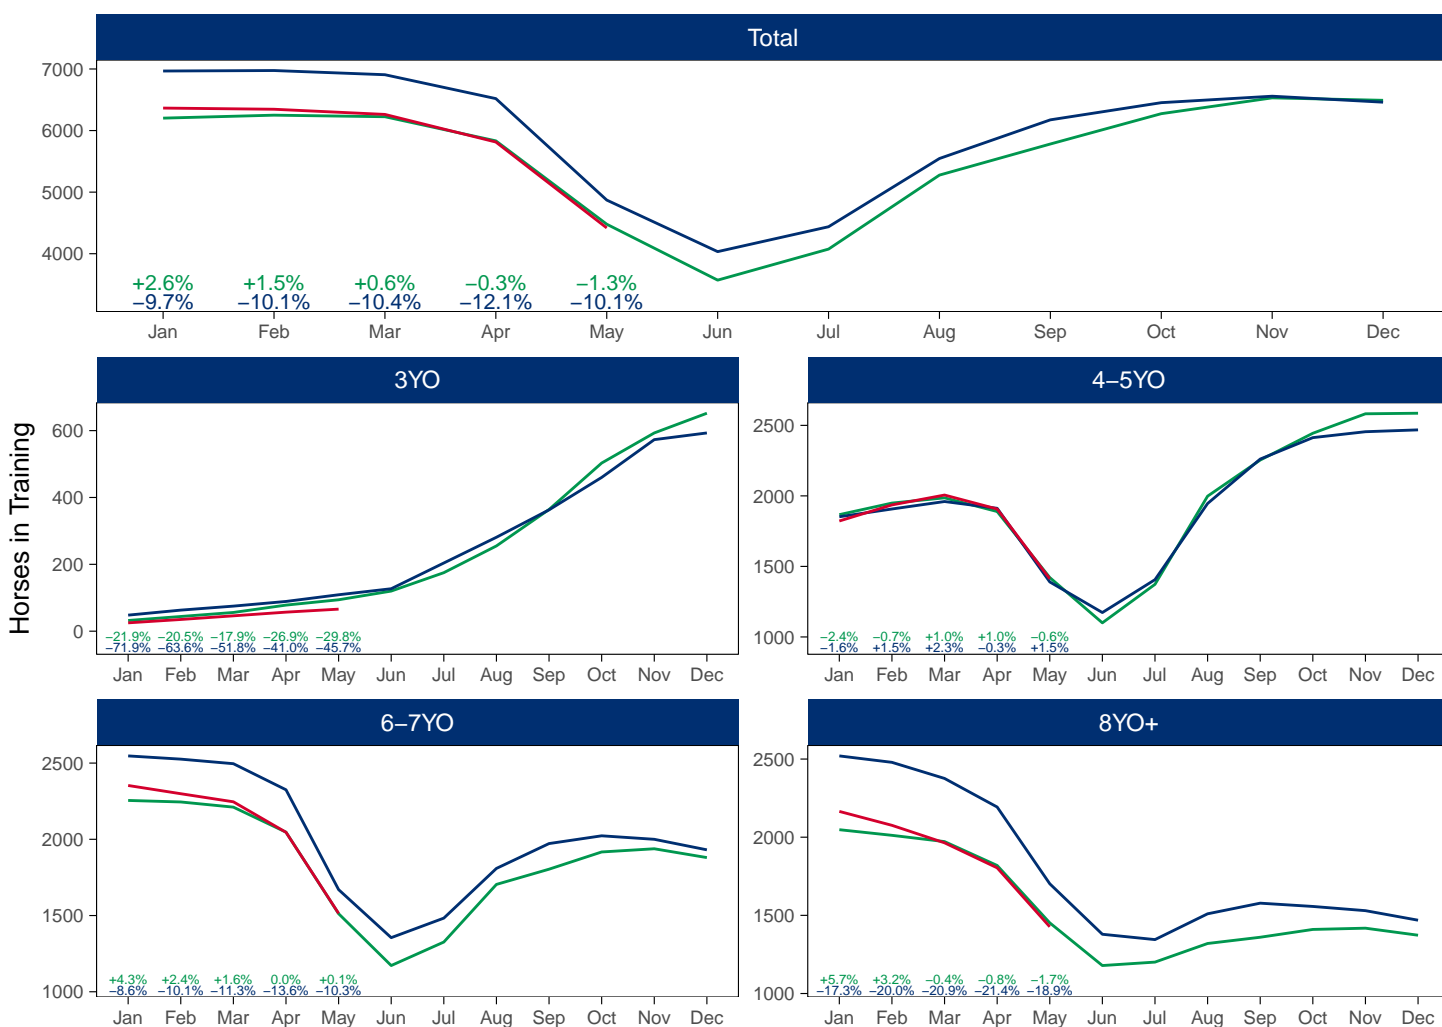 Total
7000
6000
5000
4000
+2.6% +1.5% +0.6% −0.3% −1.3%
−9.7% −10.1% −10.4% −12.1% −10.1%
Jan Feb Mar Apr May Jun Jul Aug Sep Oct Nov Dec
Horses in Training
3YO
600
400
200
0
−21.9% −20.5% −17.9% −26.9% −29.8%
−71.9% −63.6% −51.8% −41.0% −45.7%
Jan Feb Mar Apr May Jun Jul Aug Sep Oct Nov Dec
4−5YO
2500
2000
1500
1000
−2.4% −0.7% +1.0% +1.0% −0.6%
−1.6% +1.5% +2.3% −0.3% +1.5%
Jan Feb Mar Apr May Jun Jul Aug Sep Oct Nov Dec
6−7YO
2500
2000
1500
1000
+4.3% +2.4% +1.6% 0.0% +0.1%
−8.6% −10.1% −11.3% −13.6% −10.3%
Jan Feb Mar Apr May Jun Jul Aug Sep Oct Nov Dec
8YO+
2500
2000
1500
1000
+5.7% +3.2% −0.4% −0.8% −1.7%
−17.3% −20.0% −20.9% −21.4% −18.9%
Jan Feb Mar Apr May Jun Jul Aug Sep Oct Nov Dec